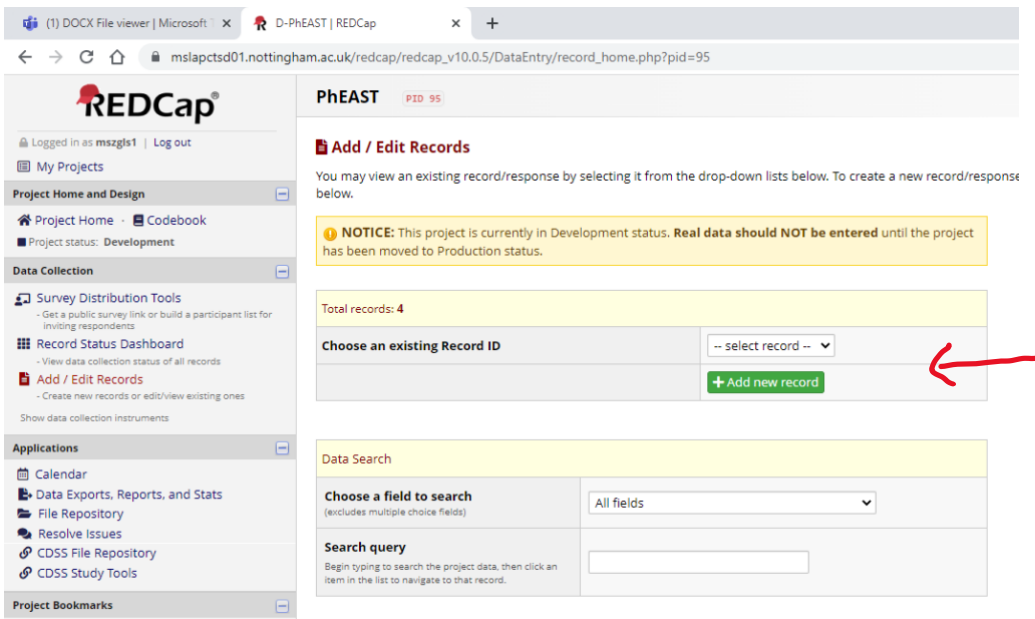 (1) DOCX File viewer | Microsoft T
D-PhEAST | REDCap
mslapctsd01.nottingham.ac.uk/redcap/redcap_v10.0.5/DataEntry/record_home.php?pid=95
REDCap®
Logged in as mszgls1 | Log out
My Projects
Project Home and Design
Project Home · Codebook
Project status: Development
Data Collection
Survey Distribution Tools
- Get a public survey link or build a participant list for
inviting respondents
Record Status Dashboard
- View data collection status of all records
Add / Edit Records
- Create new records or edit/view existing ones
Show data collection instruments
Applications
Calendar
Data Exports, Reports, and Stats
File Repository
Resolve Issues
CDSS File Repository
CDSS Study Tools
Project Bookmarks
PhEAST PID 95
Add / Edit Records
You may view an existing record/response by selecting it from the drop-down lists below. To create a new record/response
below.
NOTICE: This project is currently in Development status. Real data should NOT be entered until the project
has been moved to Production status.
Total records: 4
Choose an existing Record ID
-- select record --
Add new record
Data Search
Choose a field to search
(excludes multiple choice fields)
All fields
Search query
Begin typing to search the project data, then click an
item in the list to navigate to that record.